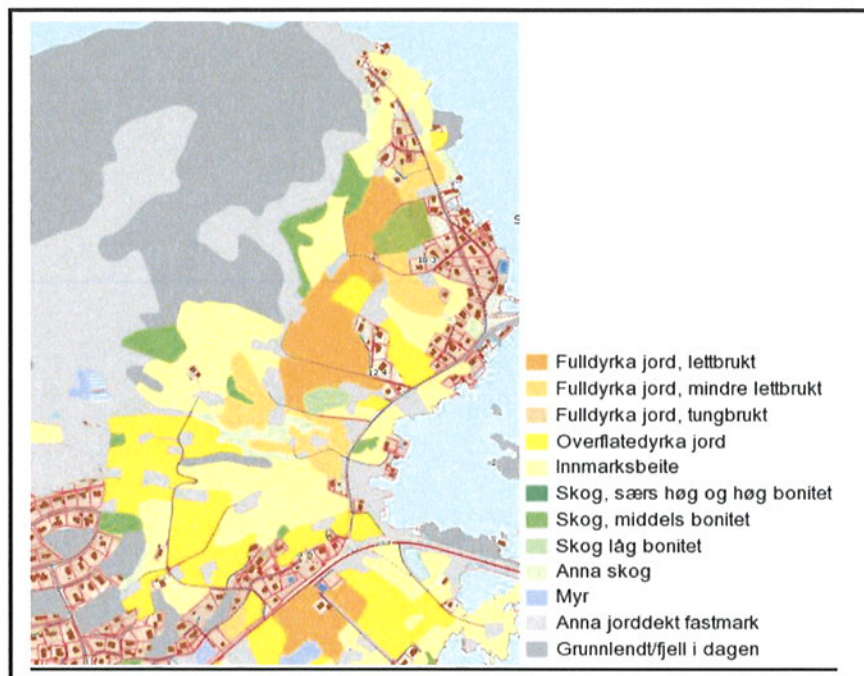 Fulldyrka jord, lettbrukt
Fulldyrka jord, mindre lettbrukt
Fulldyrka jord, tungbrukt
Overflatedyrka jord
Innmarksbeite
Skog, særs høg og høg bonitet
Skog, middels bonitet
Skog låg bonitet
Anna skog
Myr
Anna jorddekt fastmark
Grunnlendt/fjell i dagen